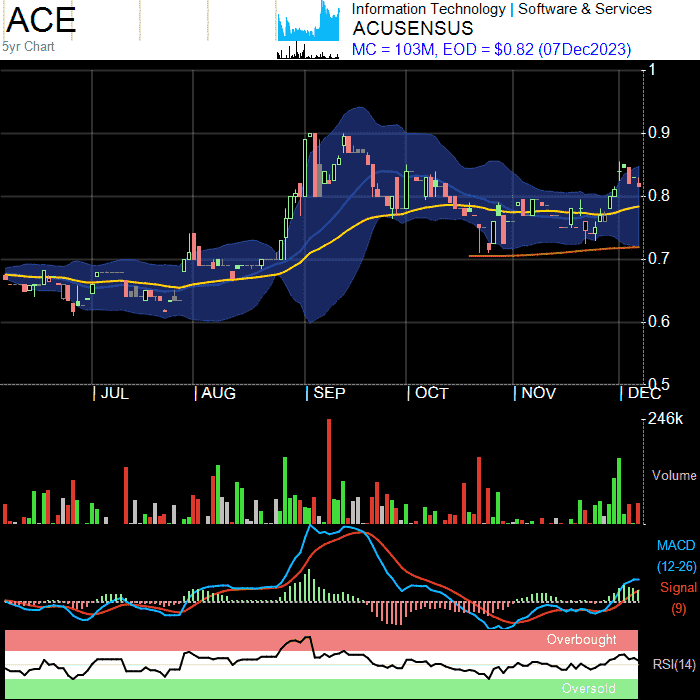 ACE
5yr Chart
Information Technology | Software & Services
ACUSENSUS
MC = 103M, EOD = $0.82 (07Dec2023)
1
0.9
0.8
0.7
0.6
0.5
| JUL | AUG | SEP | OCT | NOV | DEC
246k
Volume
MACD
(12-26)
Signal
(9)
Overbought
RSI(14)
Oversold